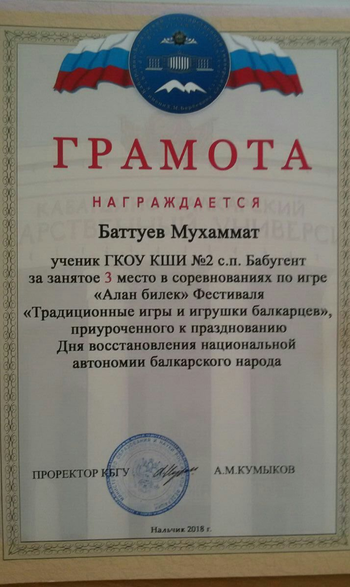 ГРАМОТА
НАГРАЖДАЕТСЯ
Баттуев Мухаммат
ученик ГКОУ КШИ №2 с.п. Бабугент
за занятое 3 место в соревнованиях по игре
«Алан билек» Фестиваля
«Традиционные игры и игрушки балкарцев»,
приуроченного к празднованию
Дня восстановления национальной
автономии балкарского народа
ПРОРЕКТОР КБГУ А.М.КУМЫКОВ
Нальчик 2018 г.